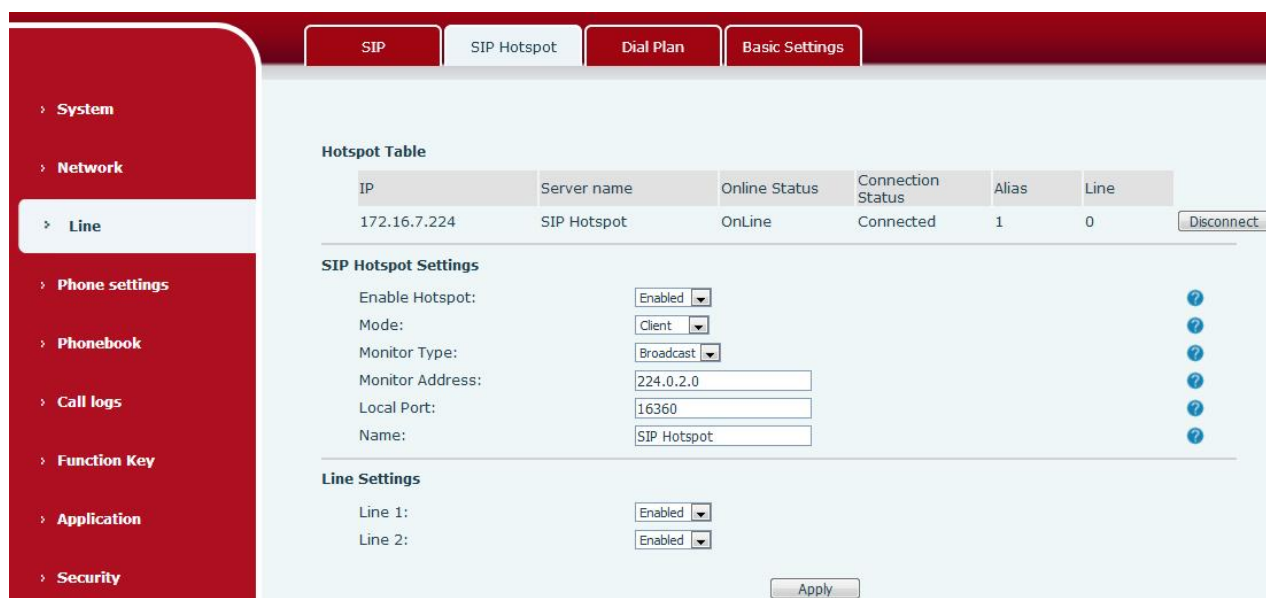 SIP
SIP Hotspot
Dial Plan
Basic Settings
System
Network
Line
Phone settings
Phonebook
Call logs
Function Key
Application
Security
Hotspot Table
IP Server name Online Status Connection Status Alias Line
172.16.7.224 SIP Hotspot OnLine Connected 1 0 Disconnect
SIP Hotspot Settings
Enable Hotspot: Enabled ?
Mode: Client ?
Monitor Type: Broadcast ?
Monitor Address: 224.0.2.0 ?
Local Port: 16360 ?
Name: SIP Hotspot ?
Line Settings
Line 1: Enabled
Line 2: Enabled
Apply